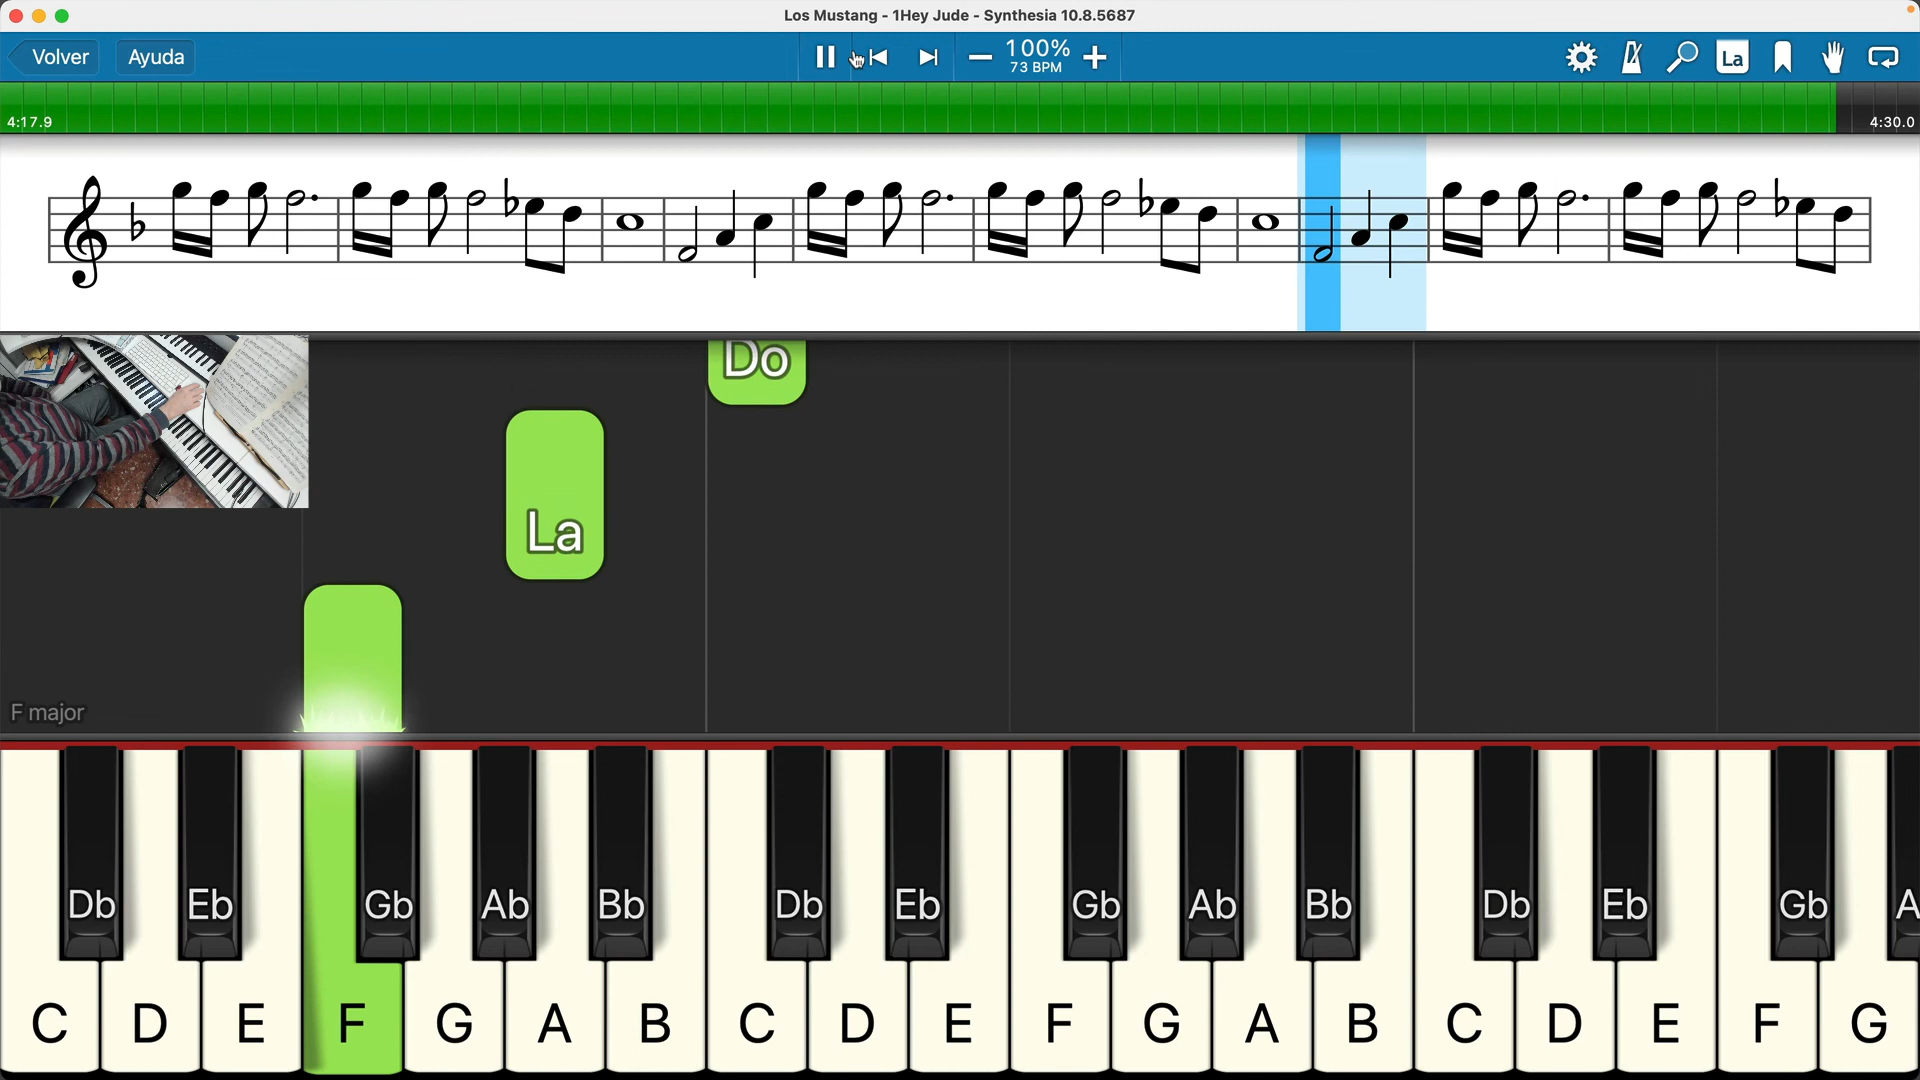 Los Mustang - 1Hey Jude - Synthesia 10.8.5687
Volver
Ayuda
100%
73 BPM
La
4:17.9
4:30.0
Do
La
F major
Db Eb Gb Ab Bb Db Eb Gb Ab Bb Db Eb Gb A
C D E F G A B C D E F G A B C D E F G